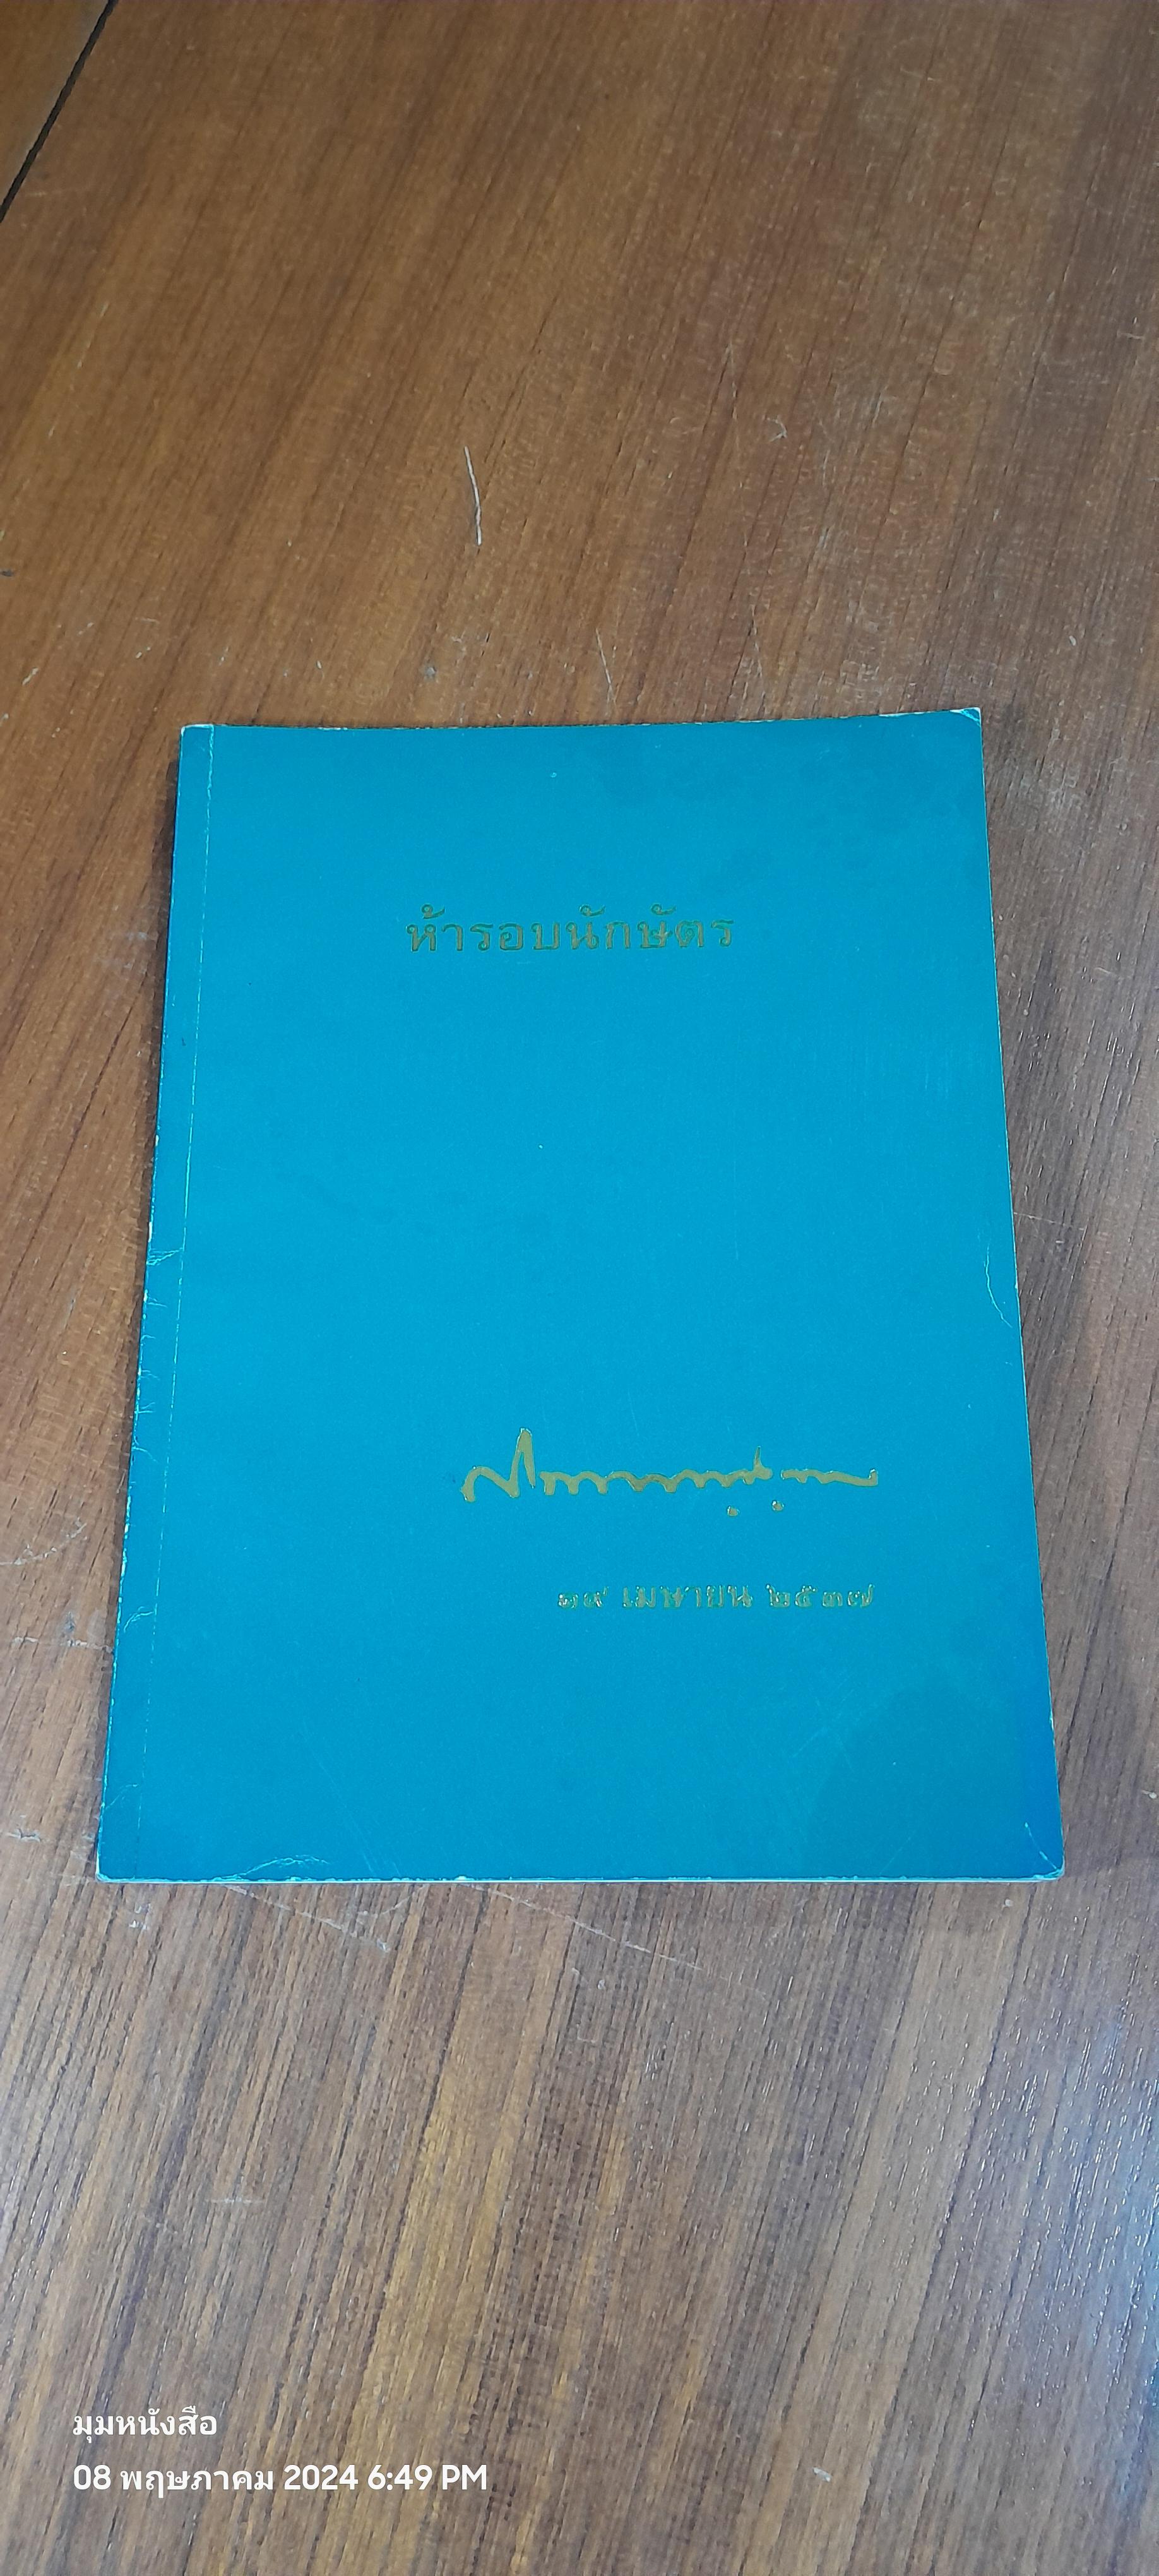 ห้ารอบนักษัตร
๑๙ เมษายน ๒๕๓๗
มุมหนังสือ
08 พฤษภาคม 2024 6:49 PM